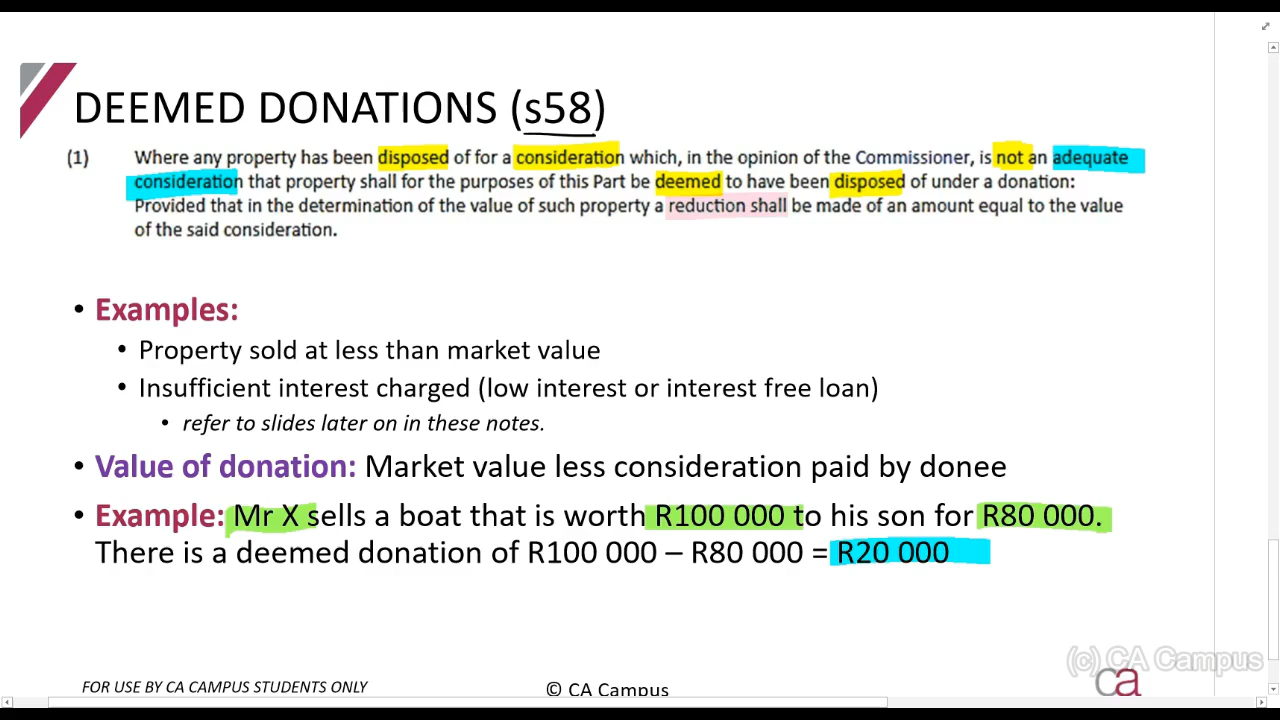 DEEMED DONATIONS (s58)
(1) Where any property has been disposed of for a consideration which, in the opinion of the Commissioner, is not an adequate
consideration that property shall for the purposes of this Part be deemed to have been disposed of under a donation:
Provided that in the determination of the value of such property a reduction shall be made of an amount equal to the value
of the said consideration.
• Examples:
• Property sold at less than market value
• Insufficient interest charged (low interest or interest free loan)
• refer to slides later on in these notes.
• Value of donation: Market value less consideration paid by donee
• Example: Mr X sells a boat that is worth R100 000 to his son for R80 000.
There is a deemed donation of R100 000 – R80 000 = R20 000
(c) CA Campus
FOR USE BY CA CAMPUS STUDENTS ONLY
© CA Campus
ca